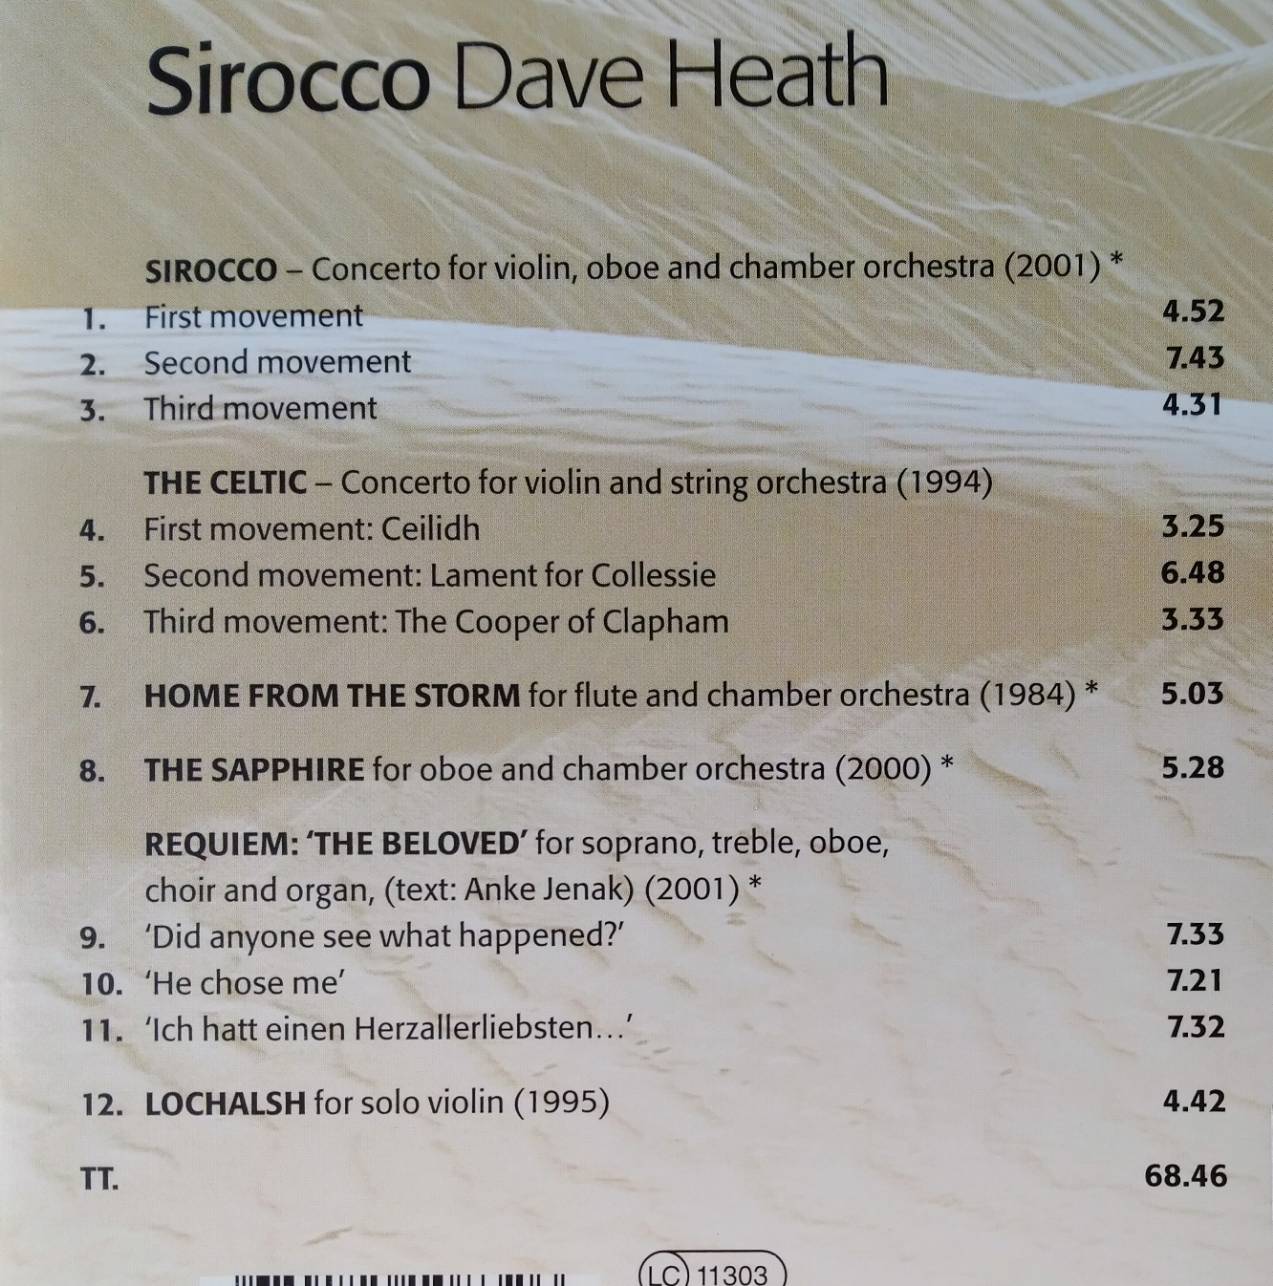 Sirocco Dave Heath
SIROCCO – Concerto for violin, oboe and chamber orchestra (2001) *
1. First movement 4.52
2. Second movement 7.43
3. Third movement 4.31
THE CELTIC – Concerto for violin and string orchestra (1994)
4. First movement: Ceilidh 3.25
5. Second movement: Lament for Collessie 6.48
6. Third movement: The Cooper of Clapham 3.33
7. HOME FROM THE STORM for flute and chamber orchestra (1984) * 5.03
8. THE SAPPHIRE for oboe and chamber orchestra (2000) * 5.28
REQUIEM: ‘THE BELOVED’ for soprano, treble, oboe,
choir and organ, (text: Anke Jenak) (2001) *
9. ‘Did anyone see what happened?’ 7.33
10. ‘He chose me’ 7.21
11. ‘Ich hatt einen Herzallerliebsten…’ 7.32
12. LOCHALSH for solo violin (1995) 4.42
TT. 68.46
LC 11303